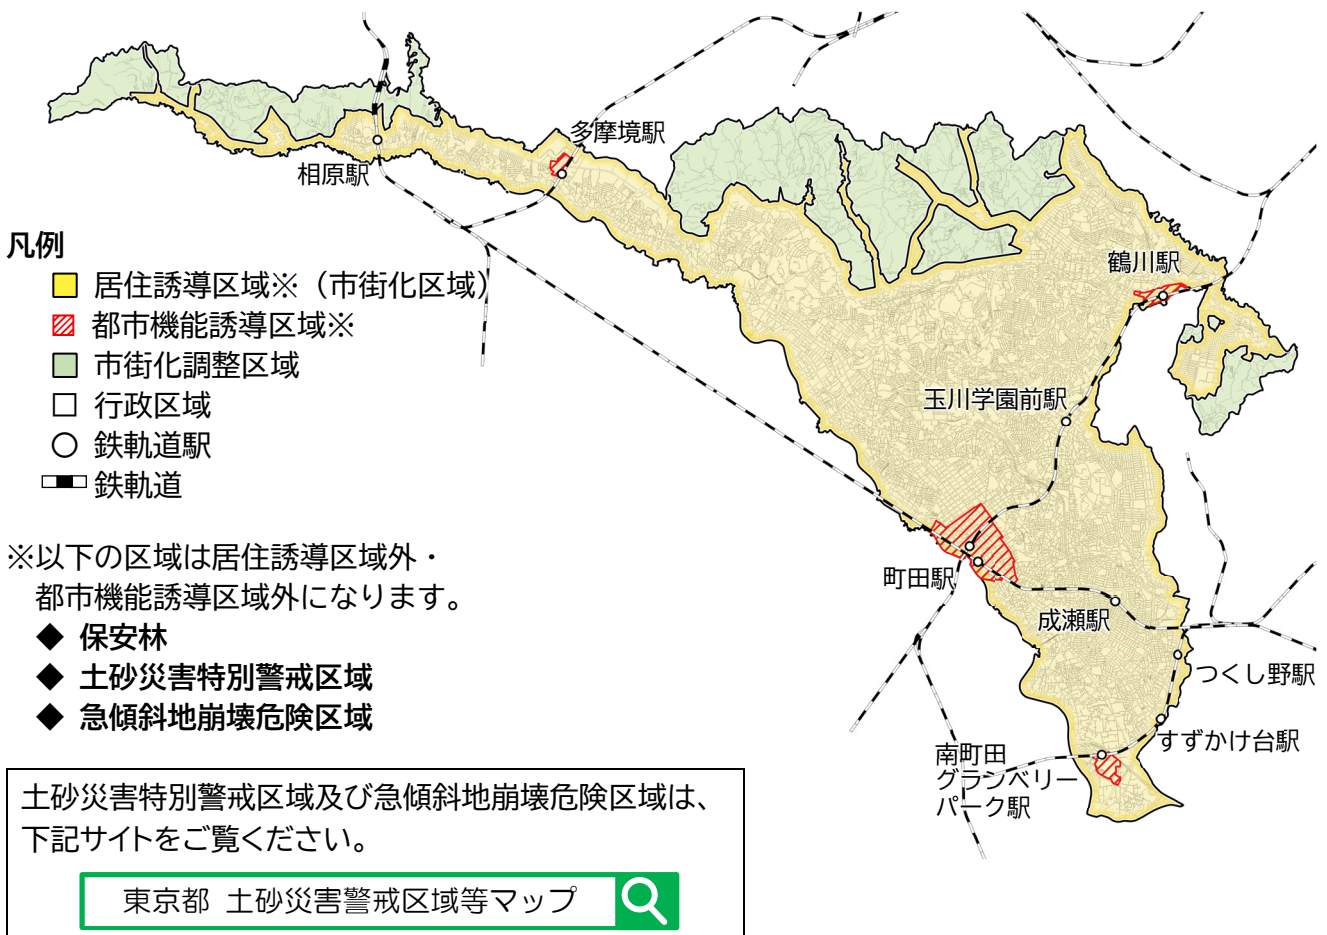 多摩境駅
相原駅
鶴川駅
玉川学園前駅
町田駅
成瀬駅
つくし野駅
すずかけ台駅
南町田
グランベリー
パーク駅
凡例
居住誘導区域※（市街化区域）
都市機能誘導区域※
市街化調整区域
行政区域
鉄軌道駅
鉄軌道
※以下の区域は居住誘導区域外・
都市機能誘導区域外になります。
◆ 保安林
◆ 土砂災害特別警戒区域
◆ 急傾斜地崩壊危険区域
土砂災害特別警戒区域及び急傾斜地崩壊危険区域は、
下記サイトをご覧ください。
東京都 土砂災害警戒区域等マップ